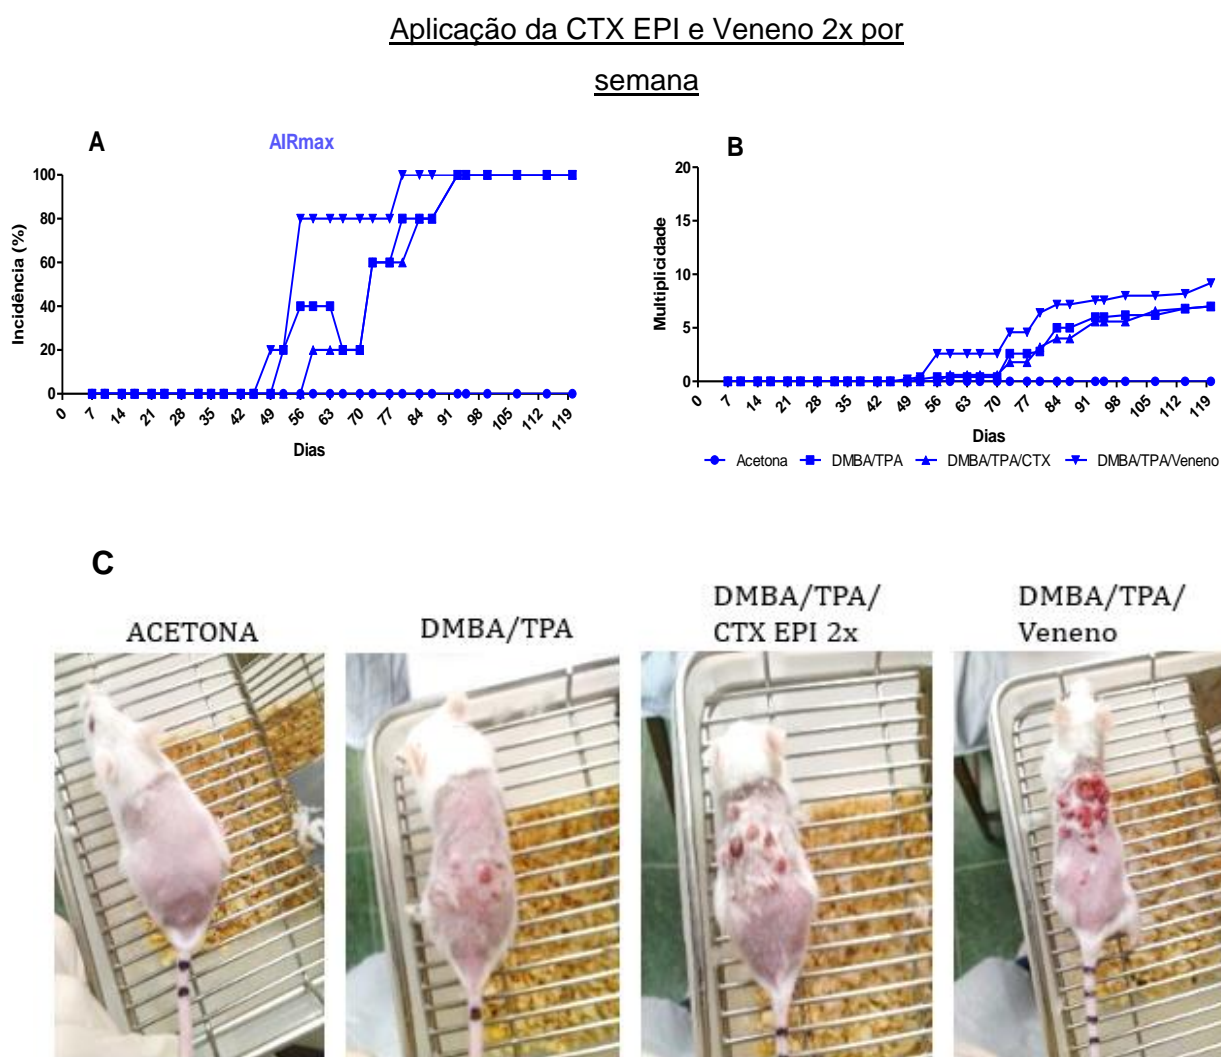 Aplicação da CTX EPI e Veneno 2x por
semana
A
AIRmax
Incidência (%)
100
80
60
40
20
0
0 7 14 21 28 35 42 49 56 63 70 77 84 91 98 105 112 119
Dias
B
Multiplicidade
20
15
10
5
0
0 7 14 21 28 35 42 49 56 63 70 77 84 91 98 105 112 119
Dias
Acetona DMBA/TPA DMBA/TPA/CTX DMBA/TPA/Veneno
C
ACETONA
DMBA/TPA
DMBA/TPA/
CTX EPI 2x
DMBA/TPA/
Veneno